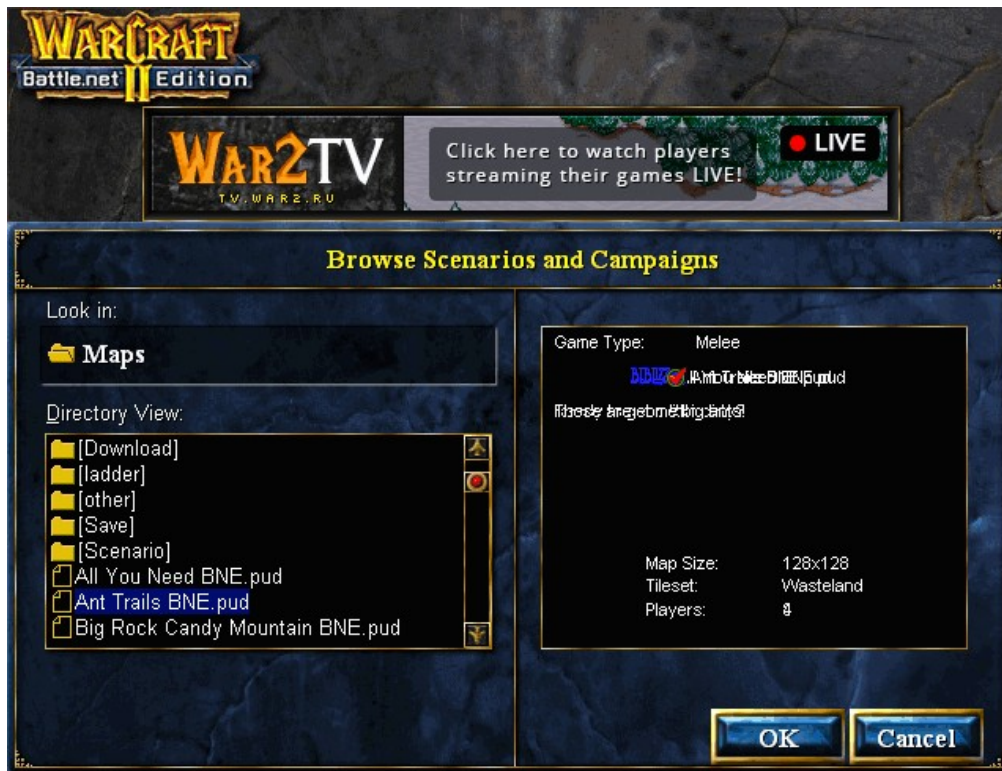 WARCRAFT
II
Battle.net Edition
WAR2TV
TV.WAR2.RU
Click here to watch players
streaming their games LIVE!
LIVE
Browse Scenarios and Campaigns
Look in:
Maps
Directory View:
[Download]
[ladder]
[other]
[Save]
[Scenario]
All You Need BNE.pud
Ant Trails BNE.pud
Big Rock Candy Mountain BNE.pud
Game Type: Melee
Map Size: 128x128
Tileset: Wasteland
Players:
OK
Cancel